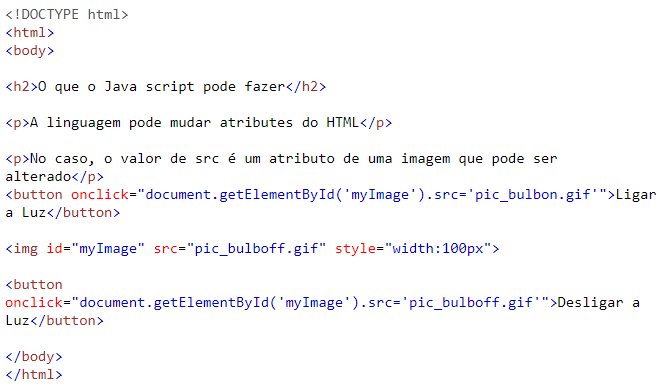 <!DOCTYPE html>
<html>
<body>
<h2>O que o Java script pode fazer</h2>
<p>A linguagem pode mudar atributes do HTML</p>
<p>No caso, o valor de src é um atributo de uma imagem que pode ser
alterado</p>
<button onclick="document.getElementById('myImage').src='pic_bulbon.gif'">Ligar
a Luz</button>
<img id="myImage" src="pic_bulboff.gif" style="width:100px">
<button
onclick="document.getElementById('myImage').src='pic_bulboff.gif'">Desligar a
Luz</button>
</body>
</html>